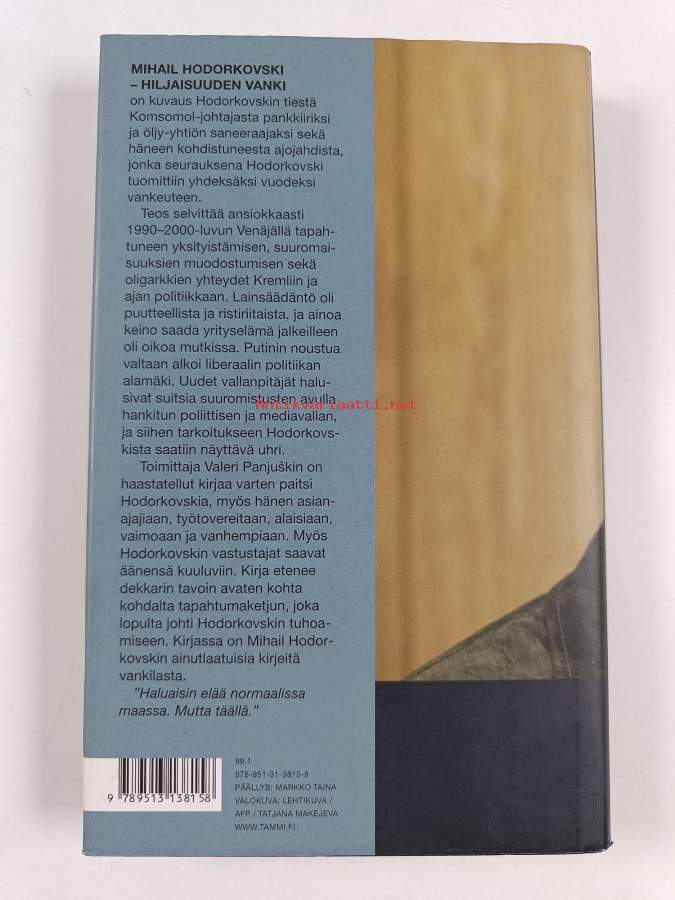 MIHAIL HODORKOVSKI
– HILJAISUUDEN VANKI
on kuvaus Hodorkovskin tiestä
Komsomol-johtajasta pankkiiriksi
ja öljy-yhtiön saneeraajaksi sekä
häneen kohdistuneesta ajojahdista,
jonka seurauksena Hodorkovski
tuomittiin yhdeksäksi vuodeksi
vankeuteen.
Teos selvittää ansiokkaasti
1990–2000-luvun Venäjällä tapah-
tuneen yksityistämisen, suuromai-
suuksien muodostumisen sekä
oligarkkien yhteydet Kremliin ja
ajan politiikkaan. Lainsäädäntö oli
puutteellista ja ristiriitaista, ja ainoa
keino saada yrityselämä jalkeilleen
oli oikoa mutkissa. Putinin noustua
valtaan alkoi liberaalin politiikan
alamäki. Uudet vallanpitäjät halu-
sivat suitsia suuromistusten avulla
Antikvariaatti.net
hankitun poliittisen ja mediavallan,
ja siihen tarkoitukseen Hodorkovs-
kista saatiin näyttävä uhri.
Toimittaja Valeri Panjuškin on
haastatellut kirjaa varten paitsi
Hodorkovskia, myös hänen asian-
ajajiaan, työtovereitaan, alaisiaan,
vaimoaan ja vanhempiaan. Myös
Hodorkovskin vastustajat saavat
äänensä kuuluviin. Kirja etenee
dekkarin tavoin avaten kohta
kohdalta tapahtumaketjun, joka
lopulta johti Hodorkovskin tuhoa-
miseen. Kirjassa on Mihail Hodor-
kovskin ainutlaatuisia kirjeitä
vankilasta.
”Haluaisin elää normaalissa
maassa. Mutta täällä.”
99.1
978-951-31-3815-8
PÄÄLLYS: MARKKO TAINA
VALOKUVA: LEHTIKUVA /
AFP / TATJANA MAKEJEVA
WWW.TAMMI.FI
9 789513 138158